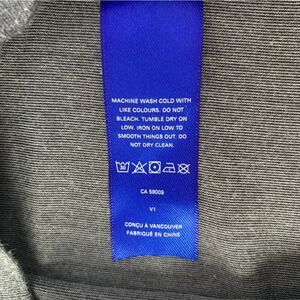 MACHINE WASH COLD WITH
LIKE COLOURS. DO NOT
BLEACH. TUMBLE DRY ON
LOW. IRON ON LOW TO
SMOOTH THINGS OUT. DO
NOT DRY CLEAN.
CA 59009
V1
CONÇU À VANCOUVER
FABRIQUÉ EN CHINE